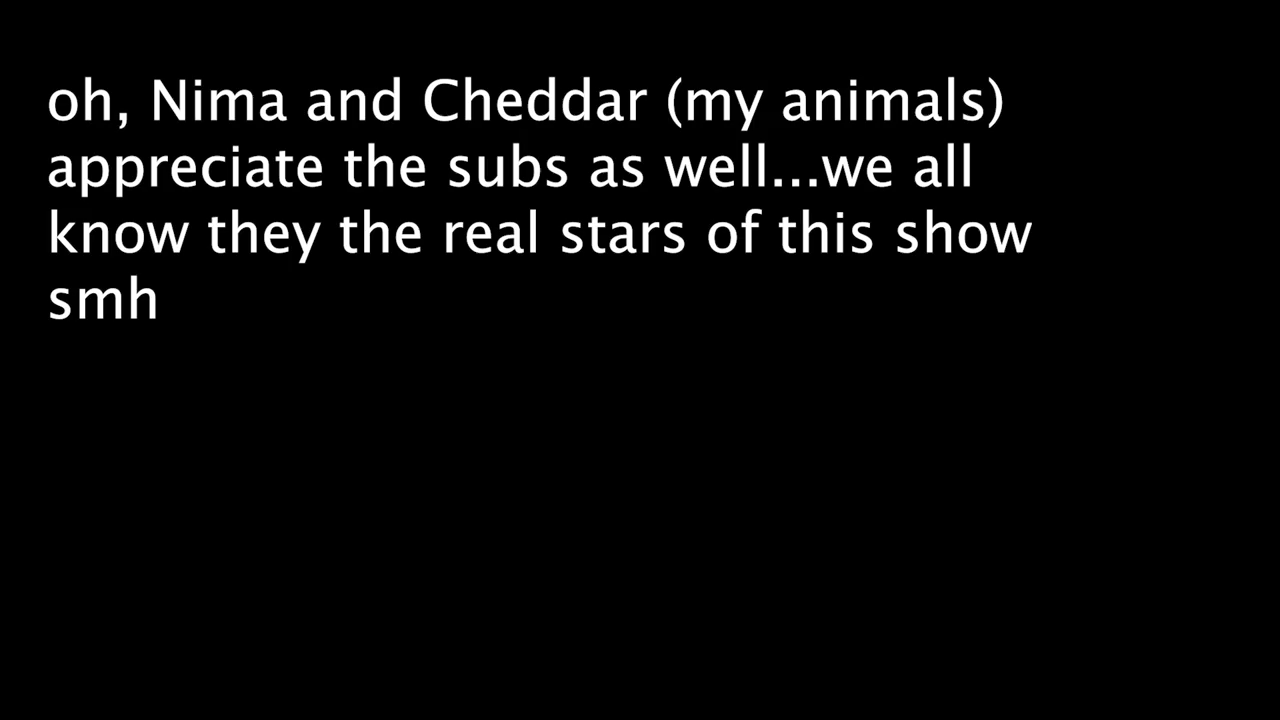 oh, Nima and Cheddar (my animals)
appreciate the subs as well...we all
know they the real stars of this show
smh